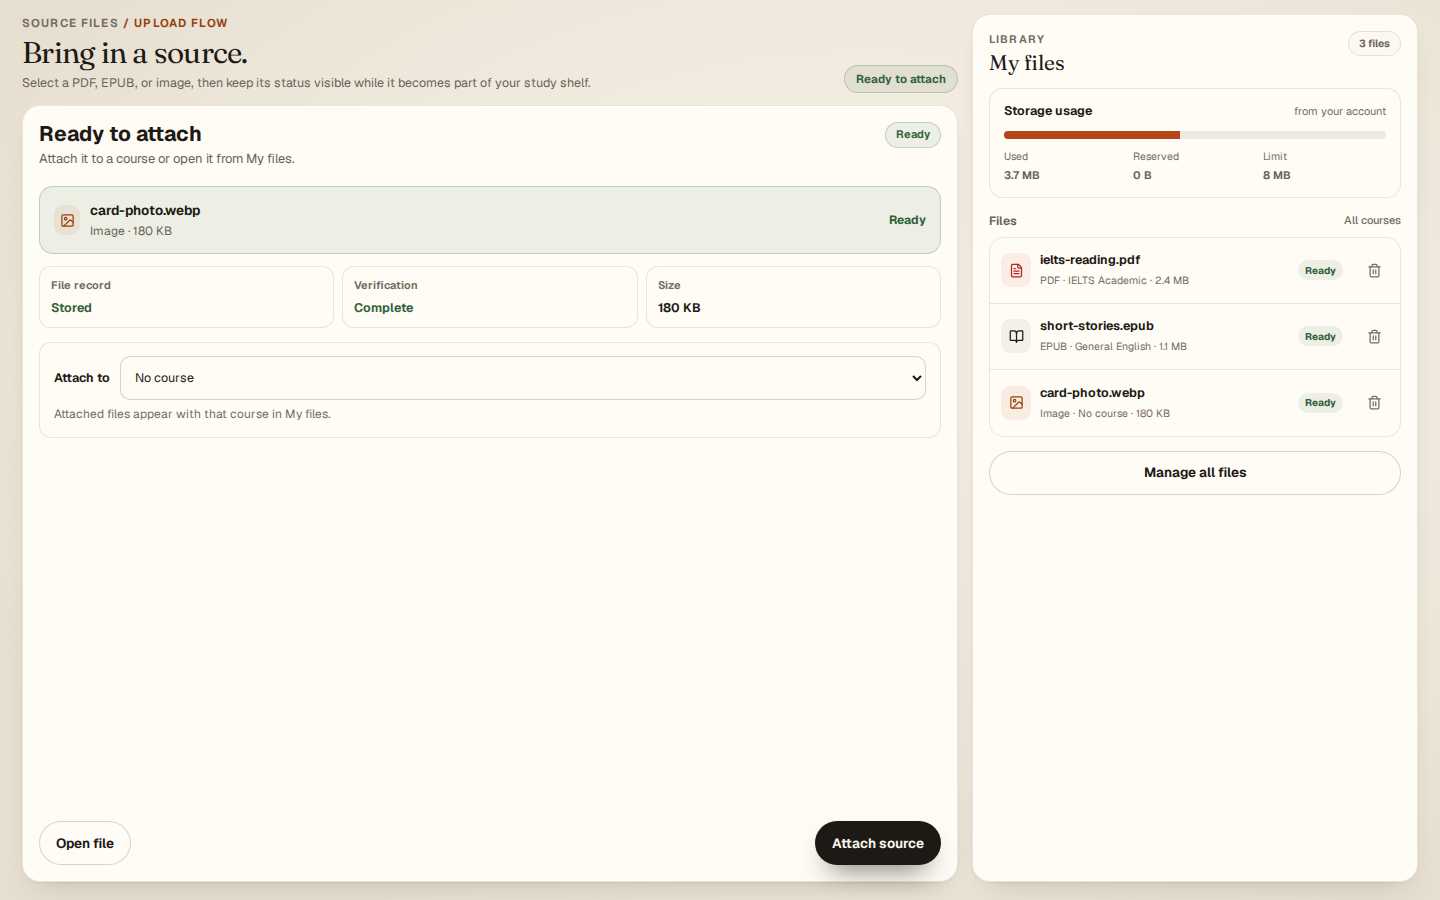 SOURCE FILES / UPLOAD FLOW
Bring in a source.
Select a PDF, EPUB, or image, then keep its status visible while it becomes part of your study shelf.
Ready to attach
Ready to attach
Ready
Attach it to a course or open it from My files.
card-photo.webp
Image · 180 KB
Ready
File record
Stored
Verification
Complete
Size
180 KB
Attach to
No course
Attached files appear with that course in My files.
Open file
Attach source
LIBRARY
My files
3 files
Storage usage
from your account
Used
3.7 MB
Reserved
0 B
Limit
8 MB
Files
All courses
ielts-reading.pdf
PDF · IELTS Academic · 2.4 MB
Ready
short-stories.epub
EPUB · General English · 1.1 MB
Ready
card-photo.webp
Image · No course · 180 KB
Ready
Manage all files